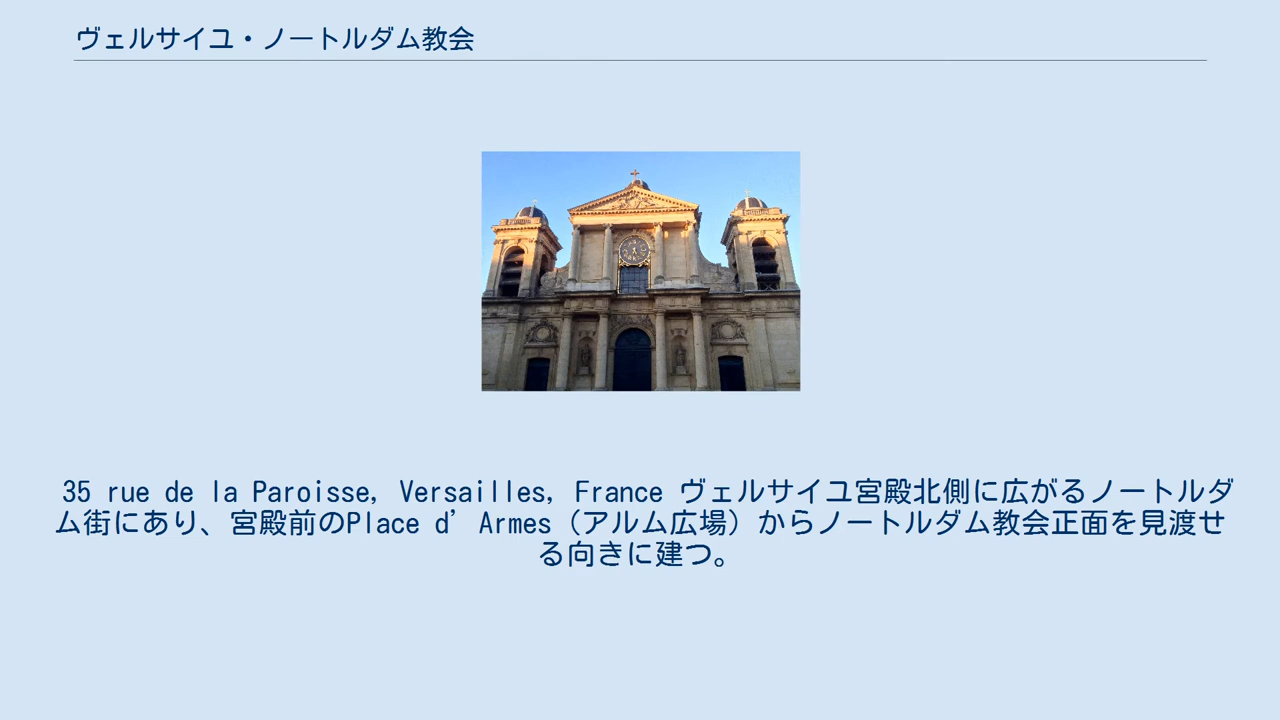 ヴェルサイユ・ノートルダム教会
35 rue de la Paroisse, Versailles, France ヴェルサイユ宮殿北側に広がるノートルダ
ム街にあり、宮殿前のPlace d’Armes（アルム広場）からノートルダム教会正面を見渡せ
る向きに建つ。